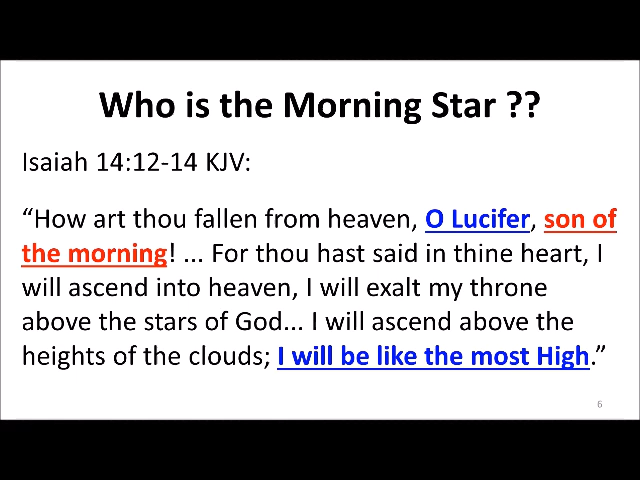 Who is the Morning Star ??
Isaiah 14:12-14 KJV:
“How art thou fallen from heaven, O Lucifer, son of
the morning! ... For thou hast said in thine heart, I
will ascend into heaven, I will exalt my throne
above the stars of God... I will ascend above the
heights of the clouds; I will be like the most High.”
6